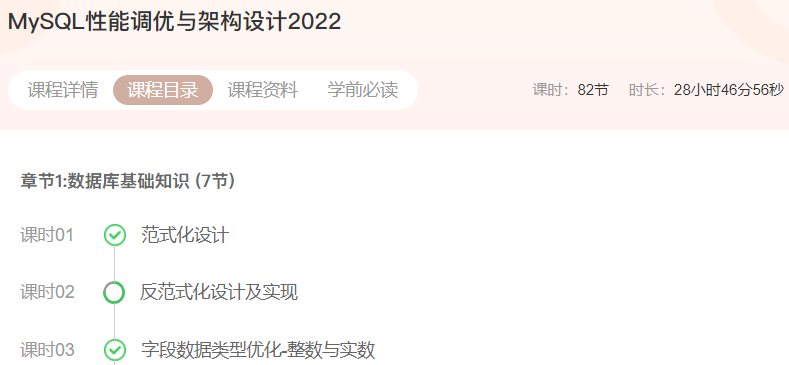 MySQL性能调优与架构设计2022
课程详情 课程目录 课程资料 学前必读 课时：82节 时长：28小时46分56秒
章节1:数据库基础知识 (7节)
课时01 范式化设计
课时02 反范式化设计及实现
课时03 字段数据类型优化-整数与实数